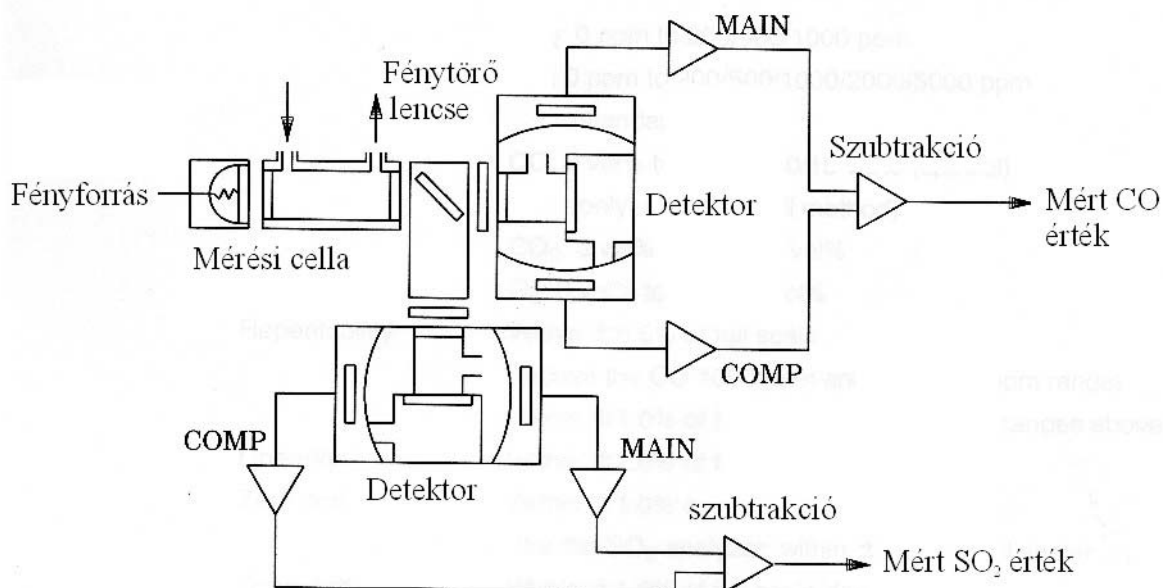 MAIN
Fénytörő
lencse
Szubtrakció
Fényforrás
Detektor
Mért CO
érték
Mérési cella
COMP
COMP
MAIN
Detektor
szubtrakció
Mért SO₂ érték